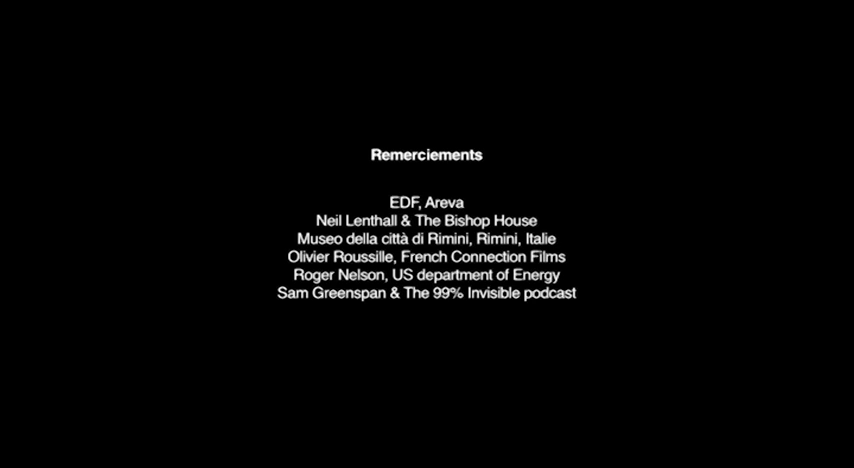 Remerciements
EDF, Areva
Neil Lenthall & The Bishop House
Museo della città di Rimini, Rimini, Italie
Olivier Roussille, French Connection Films
Roger Nelson, US department of Energy
Sam Greenspan & The 99% Invisible podcast